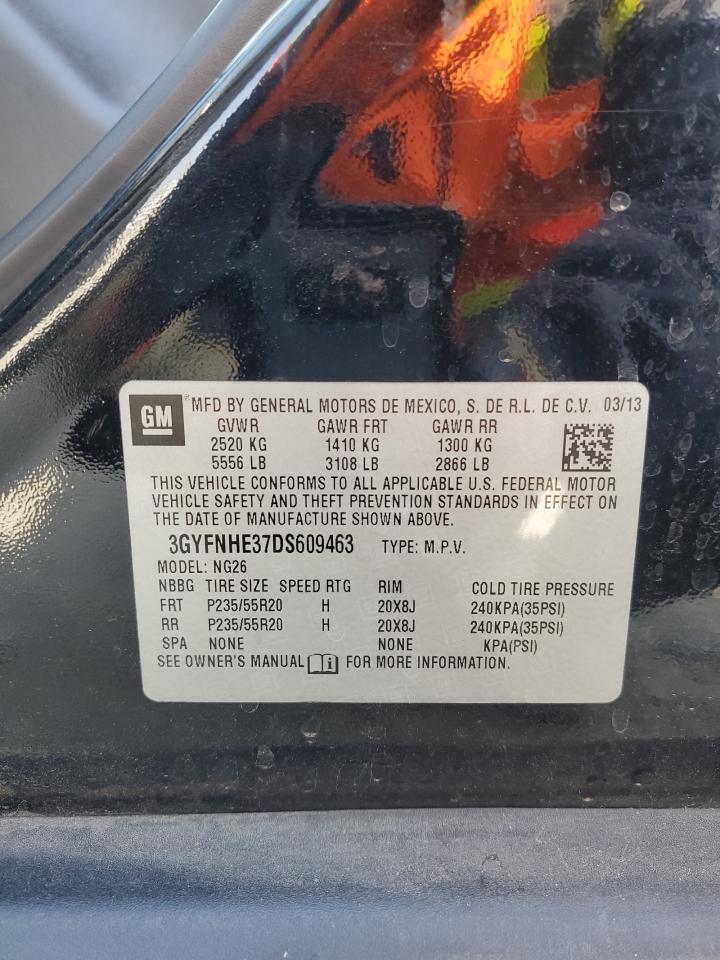 GM ® MFD BY GENERAL MOTORS DE MEXICO, S. DE R.L. DE C.V. 03/13
GVWR GAWR FRT GAWR RR
2520 KG 1410 KG 1300 KG
5556 LB 3108 LB 2866 LB
THIS VEHICLE CONFORMS TO ALL APPLICABLE U.S. FEDERAL MOTOR
VEHICLE SAFETY AND THEFT PREVENTION STANDARDS IN EFFECT ON
THE DATE OF MANUFACTURE SHOWN ABOVE.
3GYFNHE37DS609463 TYPE: M.P.V.
MODEL: NG26
NBBG TIRE SIZE SPEED RTG RIM COLD TIRE PRESSURE
FRT P235/55R20 H 20X8J 240KPA(35PSI)
RR P235/55R20 H 20X8J 240KPA(35PSI)
SPA NONE NONE KPA(PSI)
SEE OWNER'S MANUAL i FOR MORE INFORMATION.